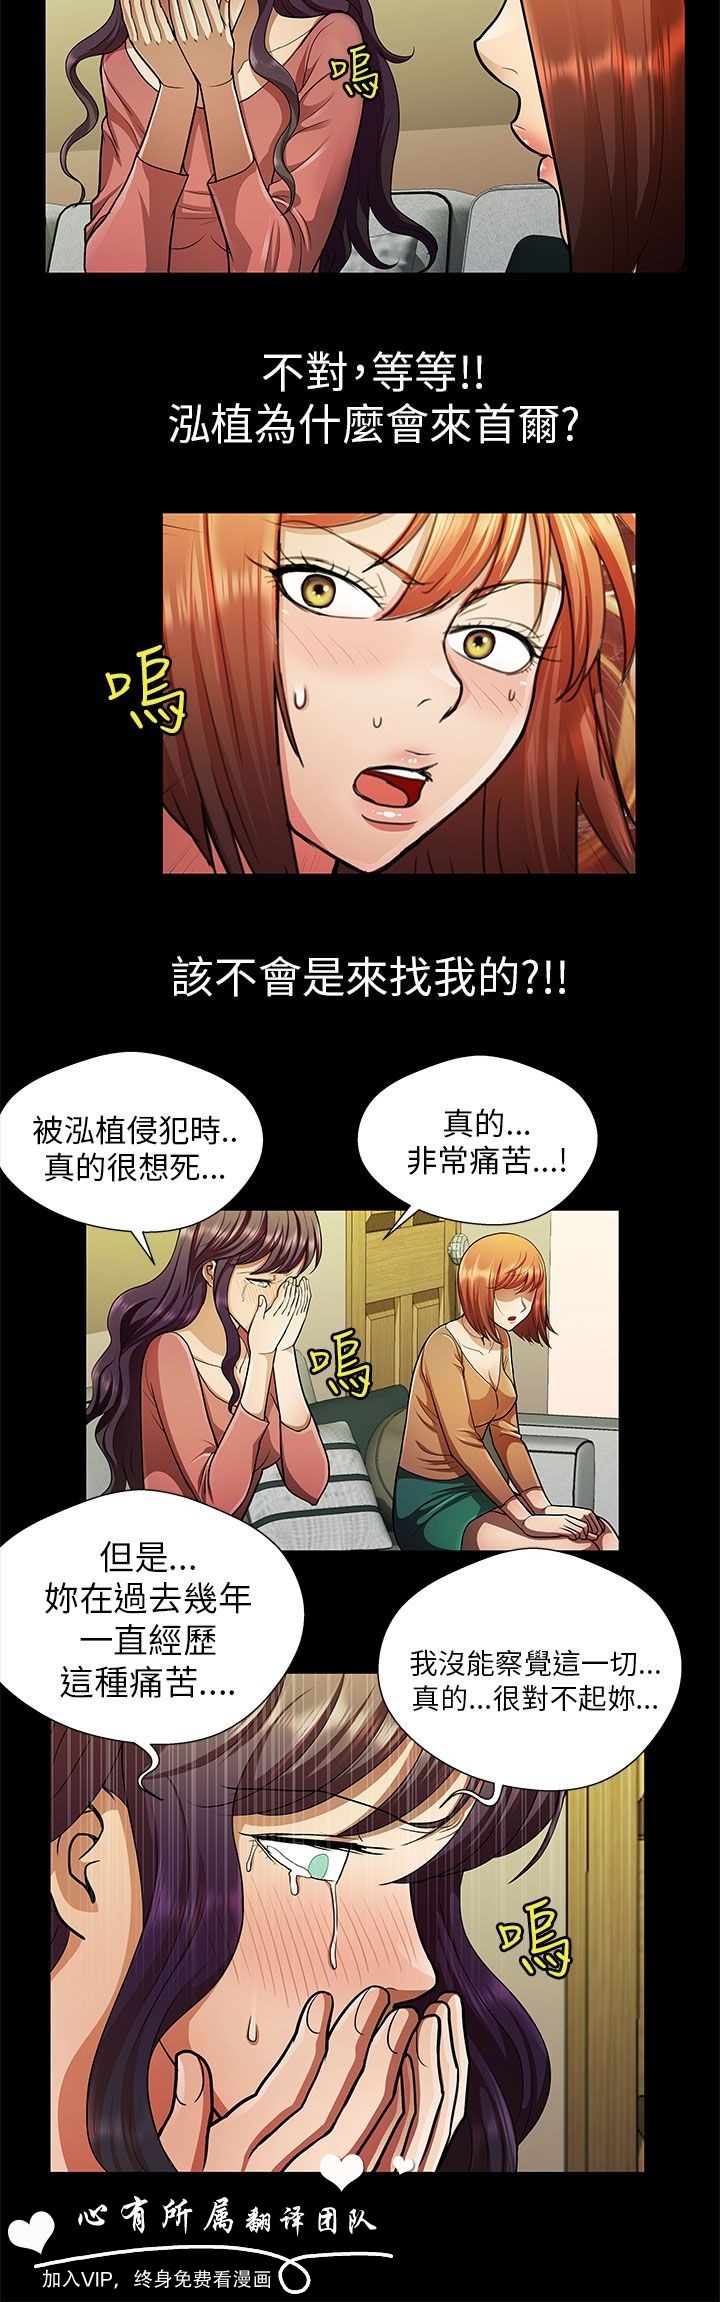 嗚
不對，等等!!
泓植為什麼會來首爾?
嗚
該不會是來找我的?!!
被泓植侵犯時..
真的很想死...
真的...
非常痛苦...!
嗚
但是...
妳在過去幾年
一直經歷
這種痛苦....
我沒能察覺這一切...
真的...很對不起妳...
嗚
心有所属翻译团队
加入VIP，终身免费看漫画